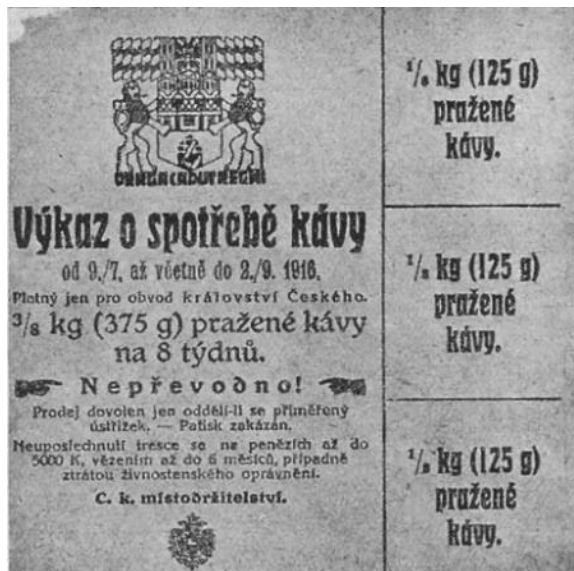 PRAGA CAPUT REGNI
Výkaz o spotřebě kávy
od 9./7. až včetně do 2./9. 1916.
Platný jen pro obvod království Českého.
³/₈ kg (375 g) pražené kávy
na 8 týdnů.
Nepřevodno!
Prodej dovolen jen oddělí-li se přiměřený
ústřižek. — Patisk zakázán.
Neuposlechnutí tresce se na penězích až do
5000 K, vězením až do 6 měsíců, případně
ztrátou živnostenského oprávnění.
C. k. místodržitelství.
¹/₈ kg (125 g)
pražené
kávy.
¹/₈ kg (125 g)
pražené
kávy.
¹/₈ kg (125 g)
pražené
kávy.